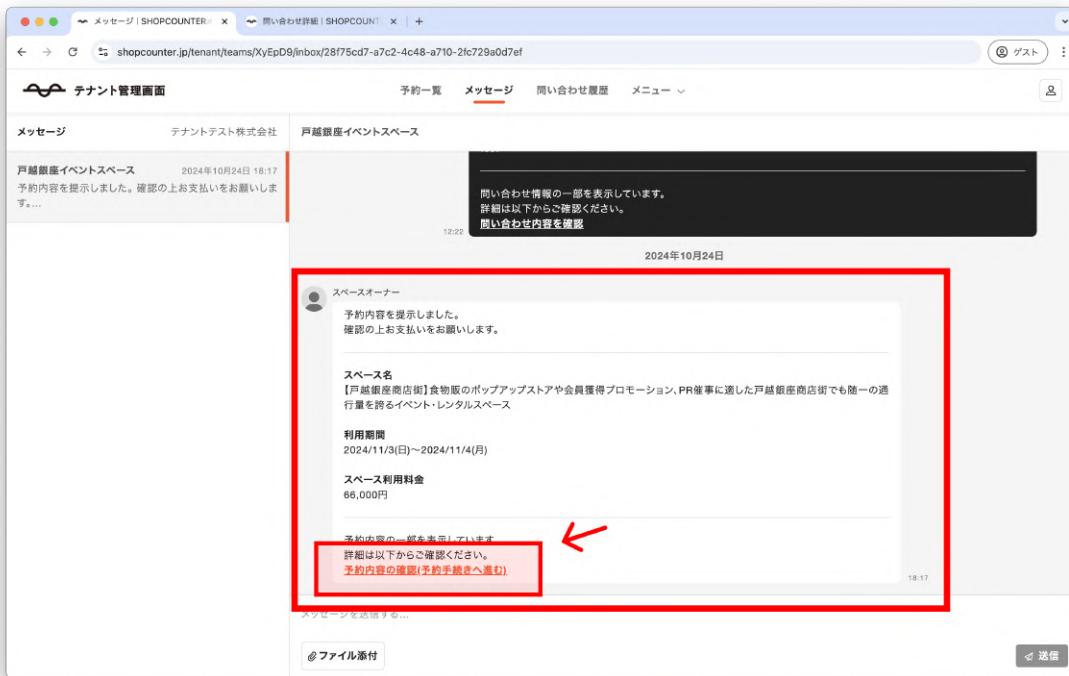 メッセージ | SHOPCOUNTER
問い合わせ詳細 | SHOPCOUNT
shopcounter.jp/tenant/teams/XyEpD9/inbox/28f75cd7-a7c2-4c48-a710-2fc729a0d7ef
ゲスト
テナント管理画面
予約一覧
メッセージ
問い合わせ履歴
メニュー
メッセージ
テナントテスト株式会社
戸越銀座イベントスペース
戸越銀座イベントスペース
2024年10月24日 18:17
予約内容を提示しました。確認の上お支払いをお願いしま
す。...
問い合わせ情報の一部を表示しています。
詳細は以下からご確認ください。
問い合わせ内容を確認
12:22
2024年10月24日
スペースオーナー
予約内容を提示しました。
確認の上お支払いをお願いします。
スペース名
【戸越銀座商店街】食物販のポップアップストアや会員獲得プロモーション、PR催事に適した戸越銀座商店街でも随一の通
行量を誇るイベント・レンタルスペース
利用期間
2024/11/3(日)〜2024/11/4(月)
スペース利用料金
66,000円
予約内容の一部を表示しています
詳細は以下からご確認ください。
予約内容の確認(予約手続きへ進む)
18:17
メッセージを送信する...
ファイル添付
送信